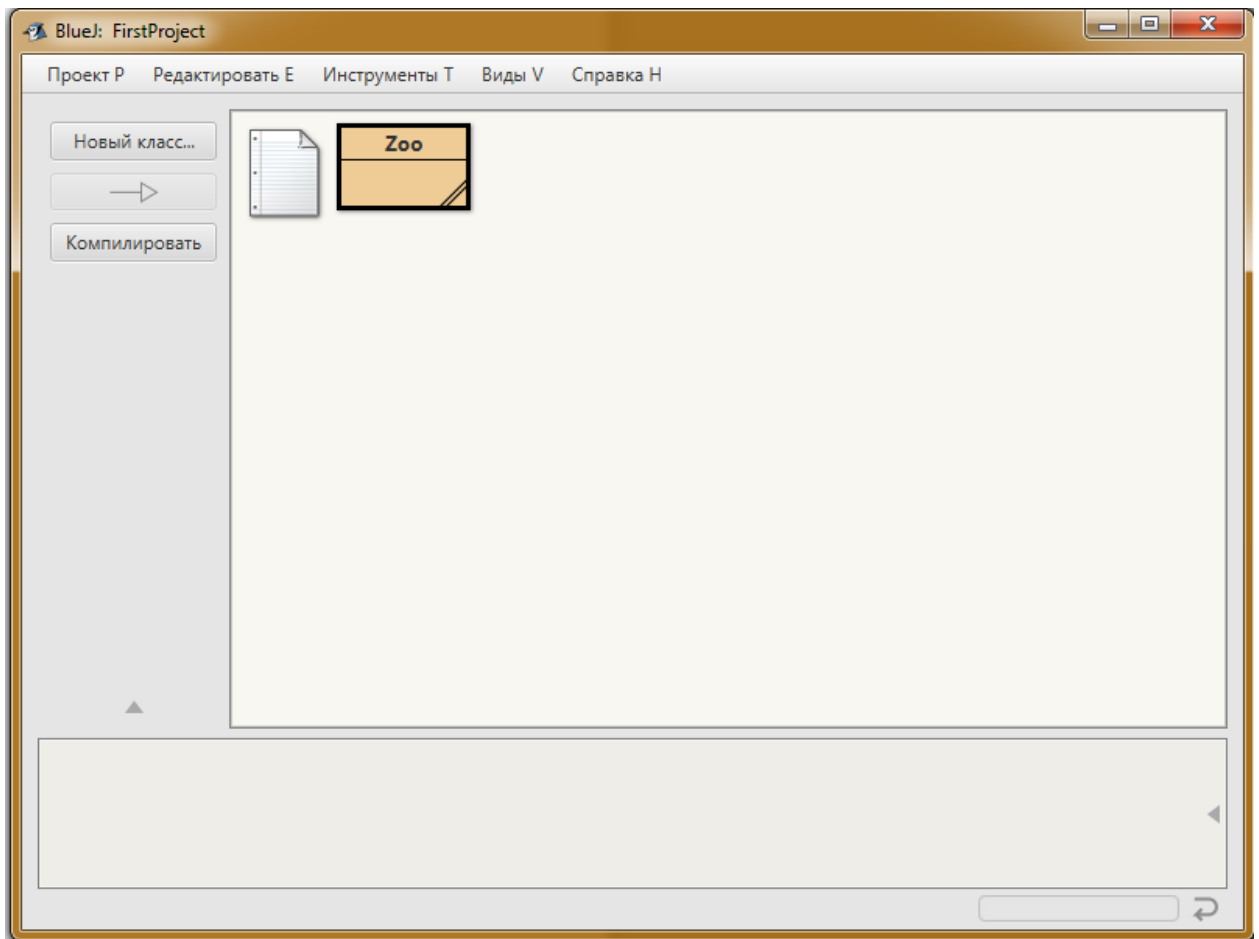 BlueJ: FirstProject
Проект P Редактировать E Инструменты T Виды V Справка H
Новый класс...
Zoo
Компилировать